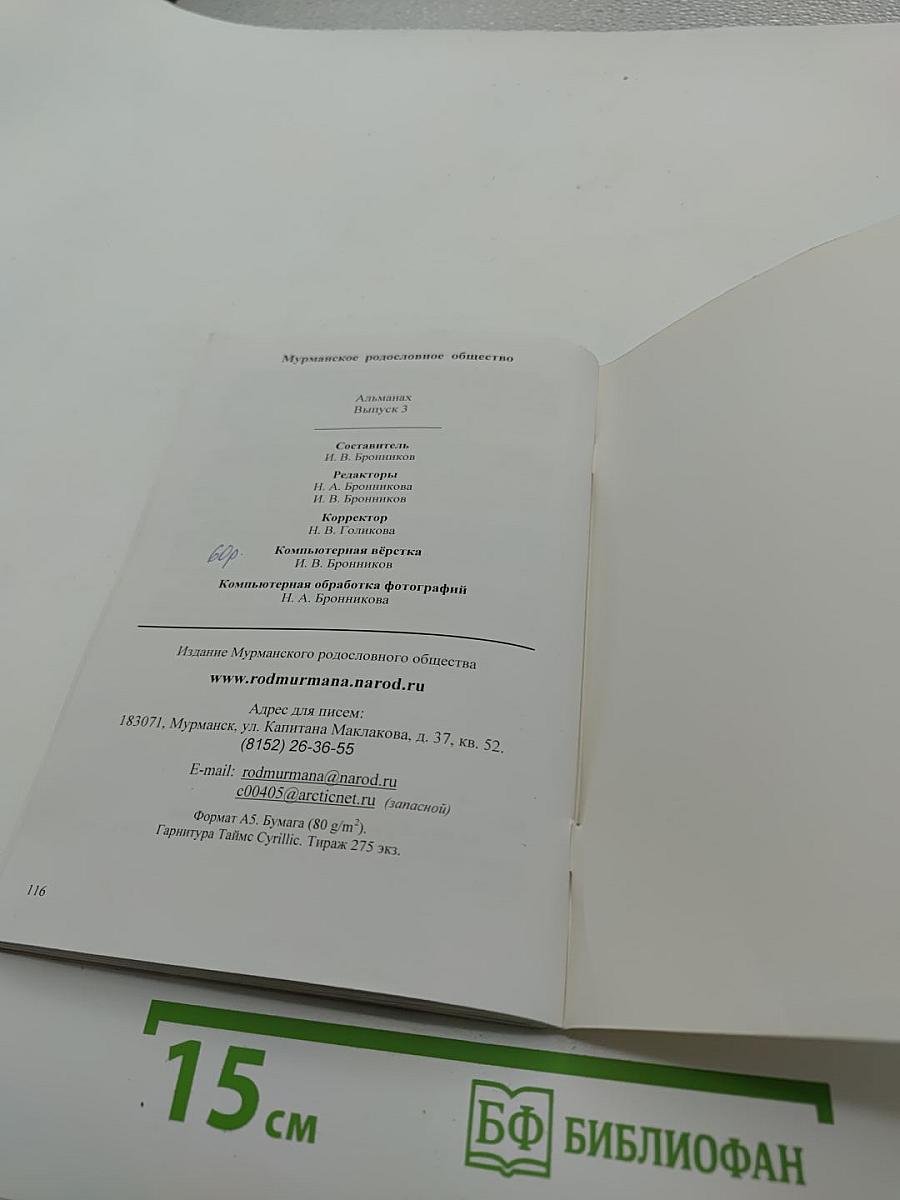 Мурманское родословное общество
Альманах
Выпуск 3
Составитель
И. В. Бронников
Редакторы
Н. А. Бронникова
И. В. Бронников
Корректор
Н. В. Голикова
60р.
Компьютерная вёрстка
И. В. Бронников
Компьютерная обработка фотографий
Н. А. Бронникова
Издание Мурманского родословного общества
www.rodmurmana.narod.ru
Адрес для писем:
183071, Мурманск, ул. Капитана Маклакова, д. 37, кв. 52.
(8152) 26-36-55
E-mail: rodmurmana@narod.ru
c00405@arcticnet.ru (запасной)
Формат А5. Бумага (80 g/m²).
Гарнитура Таймс Cyrillic. Тираж 275 экз.
116
15 см
БФ БИБЛИОФАН